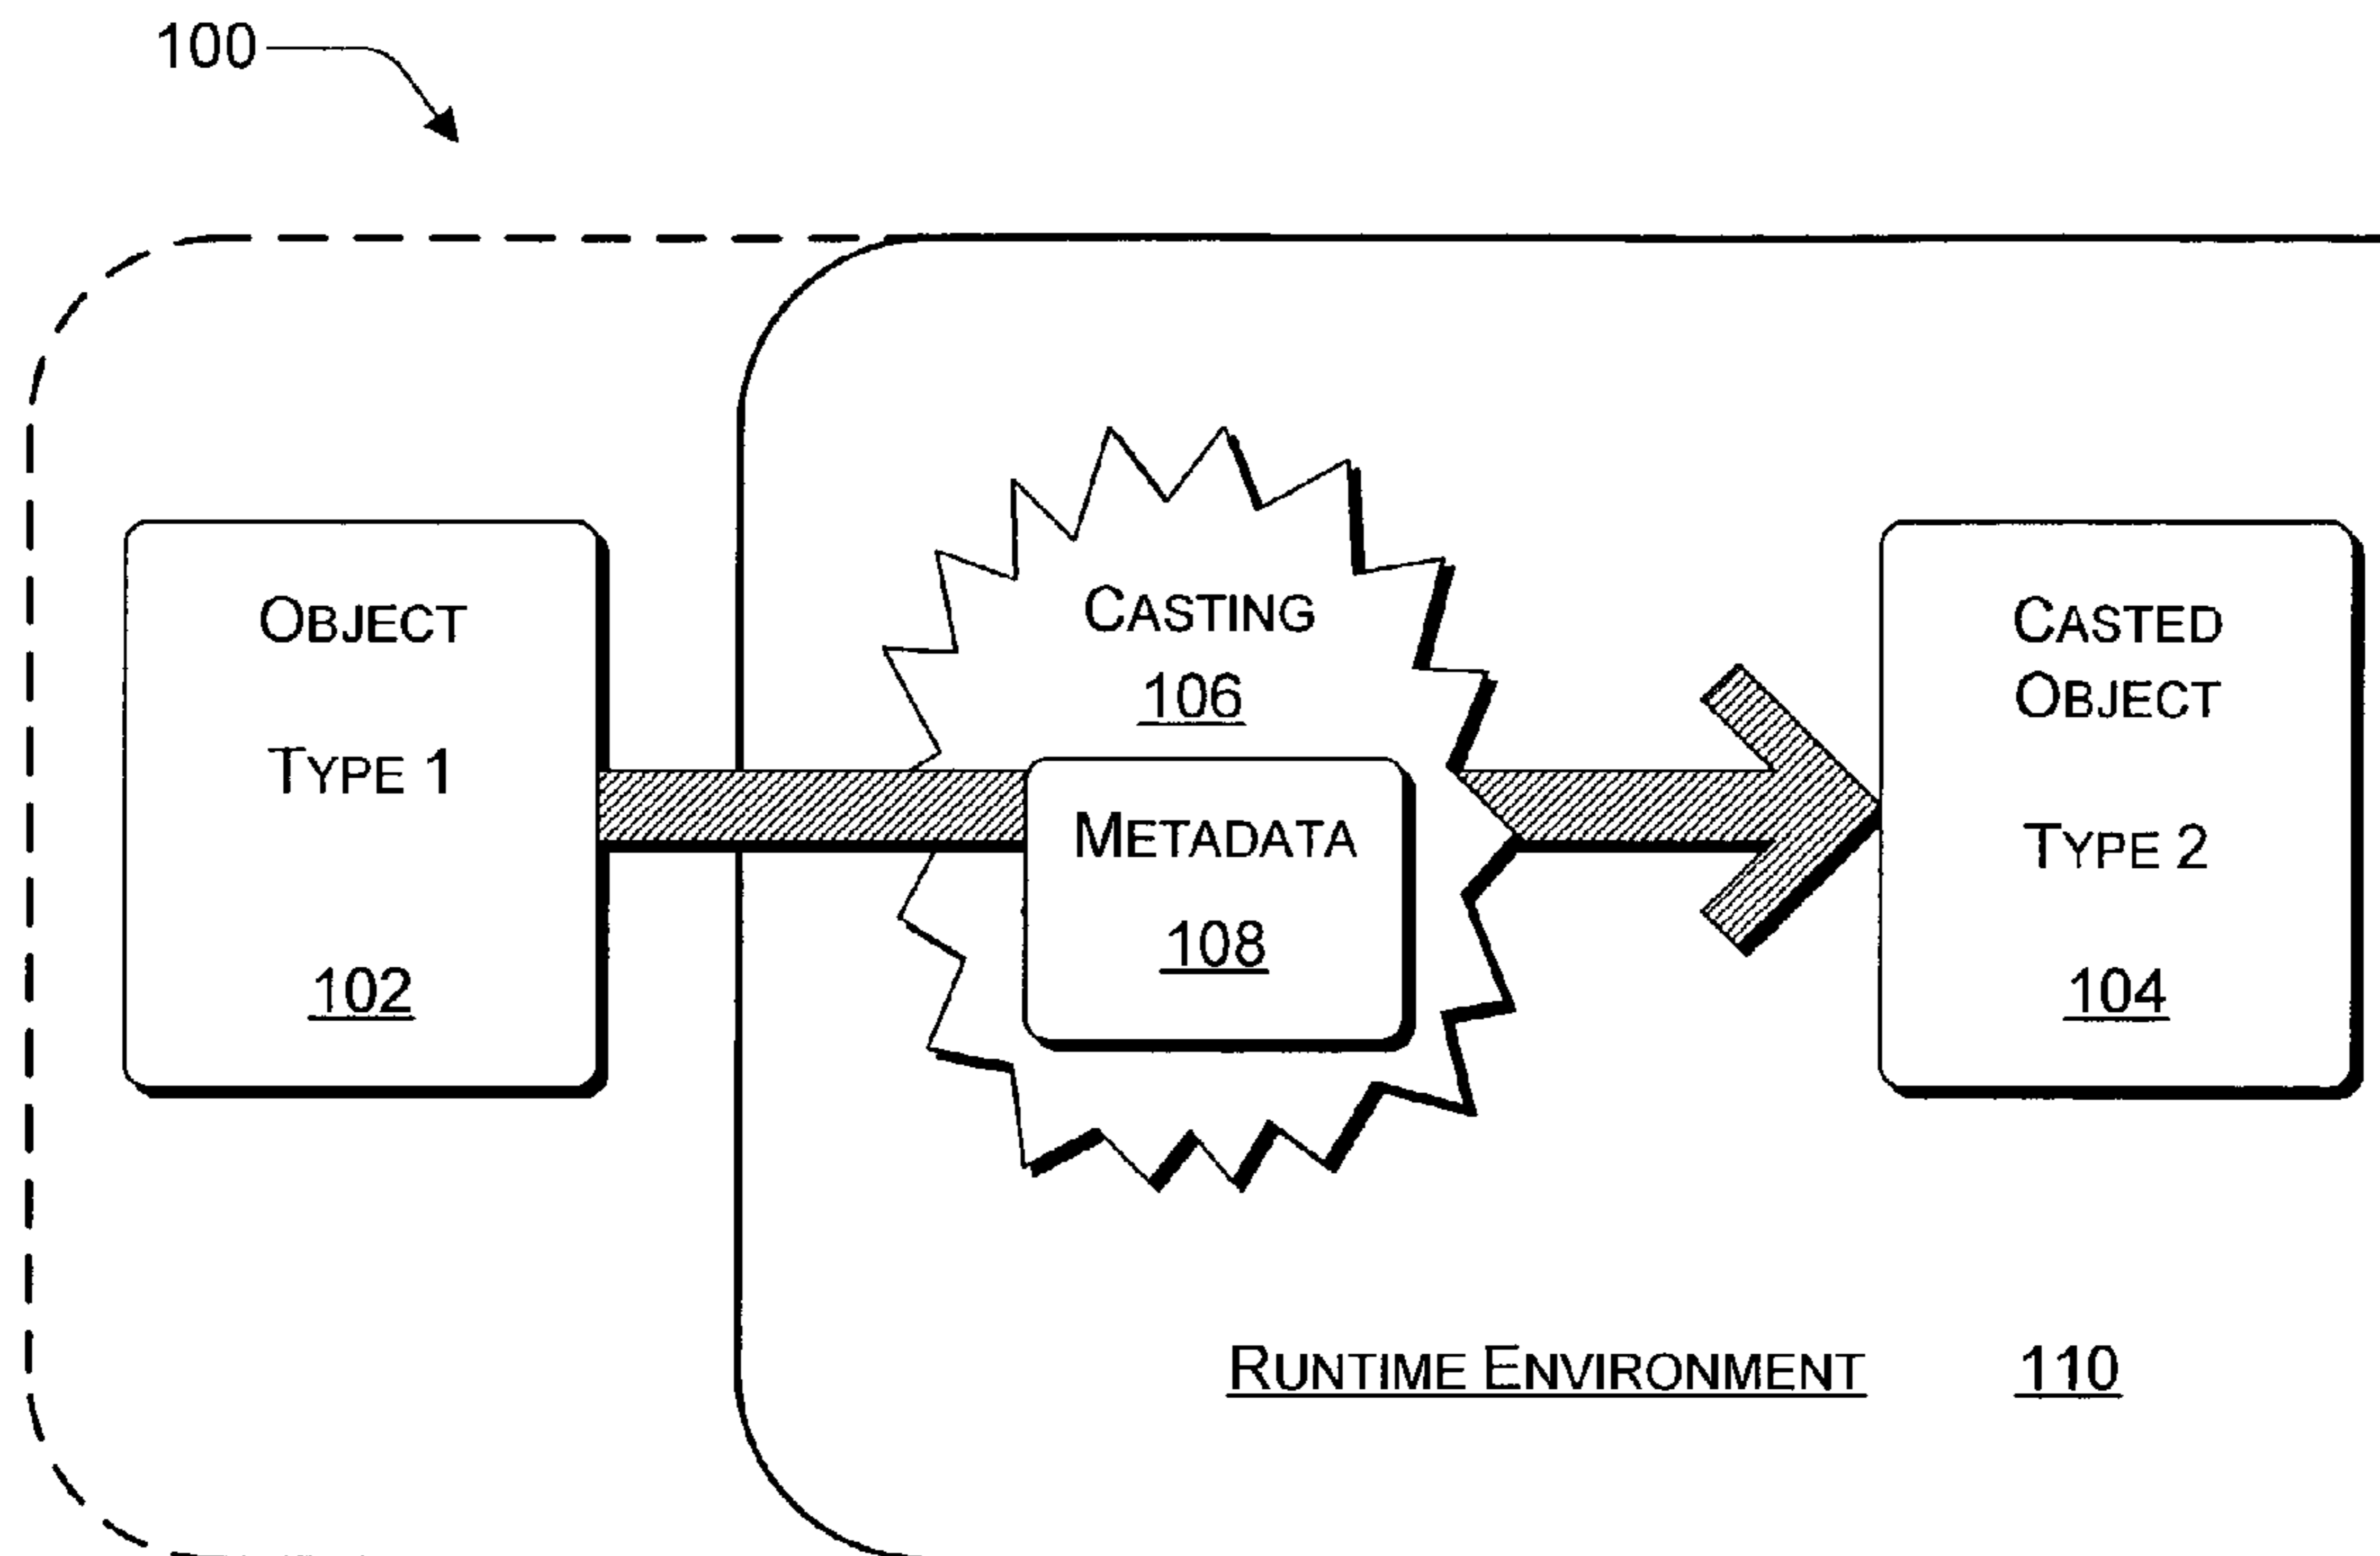 100
OBJECT
TYPE 1
102
CASTING
106
METADATA
108
CASTED
OBJECT
TYPE 2
104
RUNTIME ENVIRONMENT 110